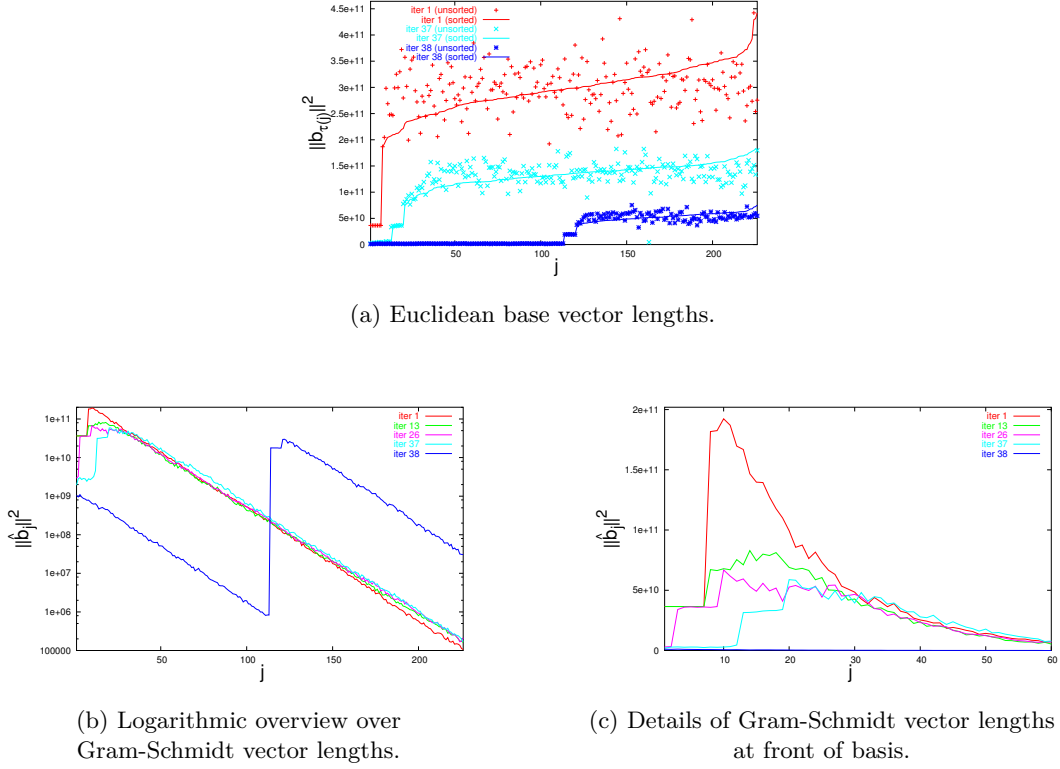 4.5e+11
4e+11
3.5e+11
3e+11
2.5e+11
2e+11
1.5e+11
1e+11
5e+10
0
||b_τ(j)||^2
iter 1 (unsorted)
iter 1 (sorted)
iter 37 (unsorted)
iter 37 (sorted)
iter 38 (unsorted)
iter 38 (sorted)
50 100 150 200
j
(a) Euclidean base vector lengths.
1e+11
1e+10
1e+09
1e+08
1e+07
1e+06
100000
||b̂_j||^2
iter 1
iter 13
iter 26
iter 37
iter 38
50 100 150 200
j
(b) Logarithmic overview over
Gram-Schmidt vector lengths.
2e+11
1.5e+11
1e+11
5e+10
0
||b̂_j||^2
iter 1
iter 13
iter 26
iter 37
iter 38
10 20 30 40 50 60
j
(c) Details of Gram-Schmidt vector lengths
at front of basis.